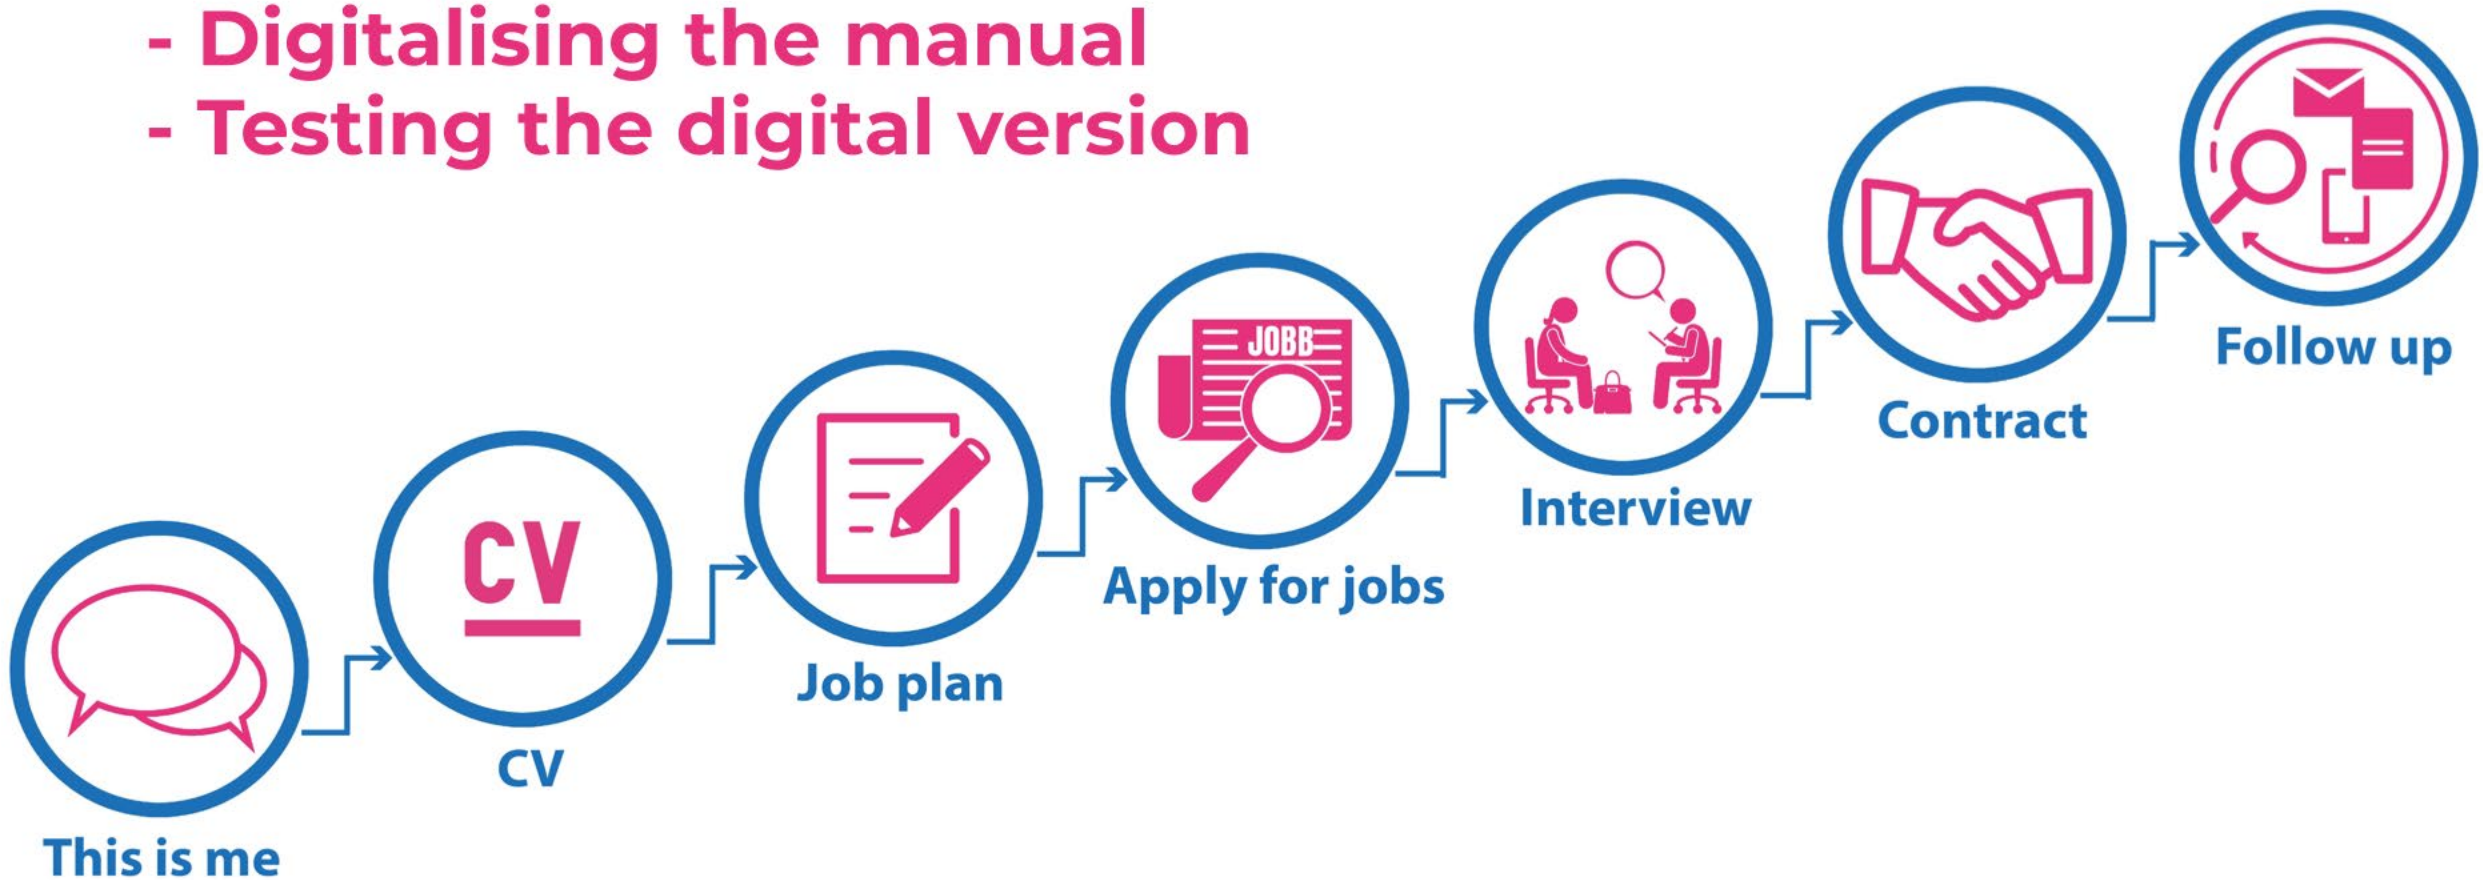 - Digitalising the manual
- Testing the digital version
This is me
CV
CV
Job plan
JOBB
Apply for jobs
Interview
Contract
Follow up